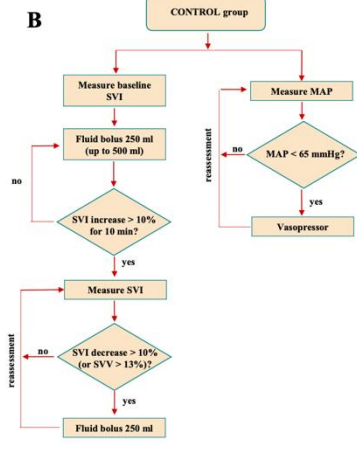 B
CONTROL group
Measure baseline
SVI
Fluid bolus 250 ml
(up to 500 ml)
no
SVI increase > 10%
for 10 min?
yes
Measure SVI
reassessment
no
SVI decrease > 10%
(or SVV > 13%)?
yes
Fluid bolus 250 ml
Measure MAP
reassessment
no
MAP < 65 mmHg?
yes
Vasopressor